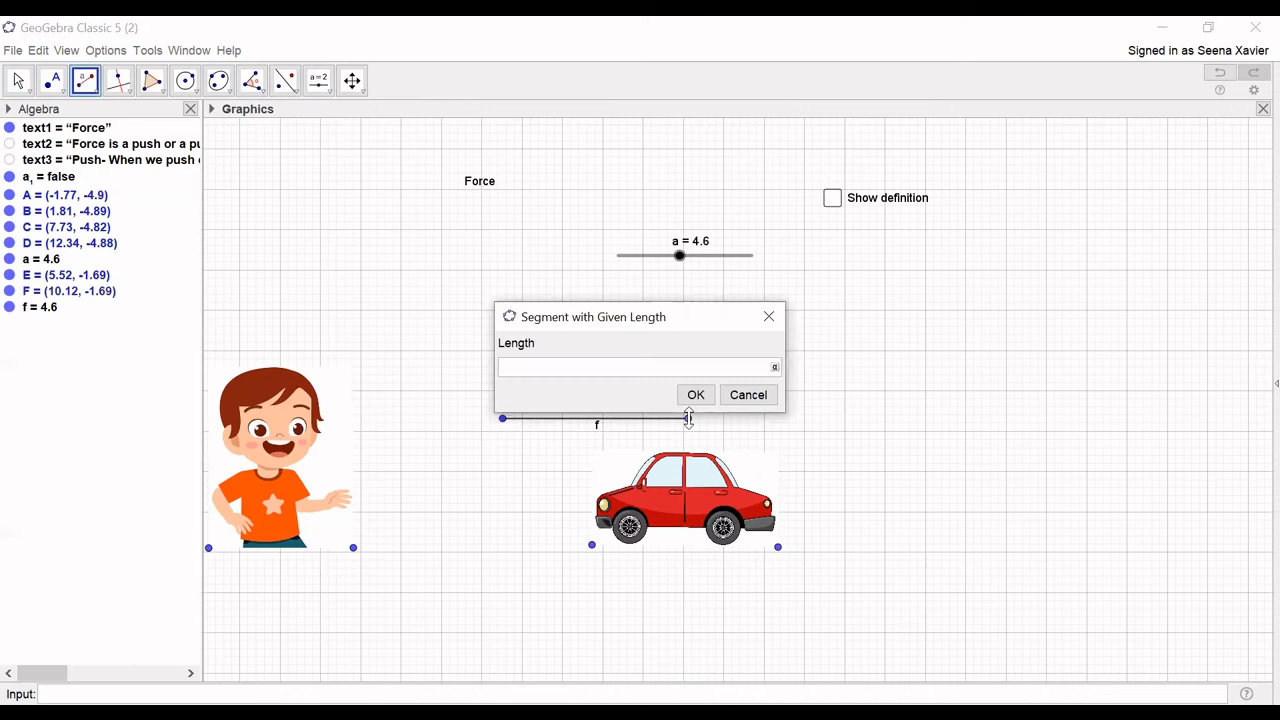 GeoGebra Classic 5 (2)
File Edit View Options Tools Window Help
Signed in as Seena Xavier
a=2
Algebra
Graphics
text1 = “Force”
text2 = “Force is a push or a pu
text3 = “Push- When we push
a₁ = false
A = (-1.77, -4.9)
B = (1.81, -4.89)
C = (7.73, -4.82)
D = (12.34, -4.88)
a = 4.6
E = (5.52, -1.69)
F = (10.12, -1.69)
f = 4.6
Force
Show definition
a = 4.6
Segment with Given Length
Length
α
OK Cancel
f
Input: